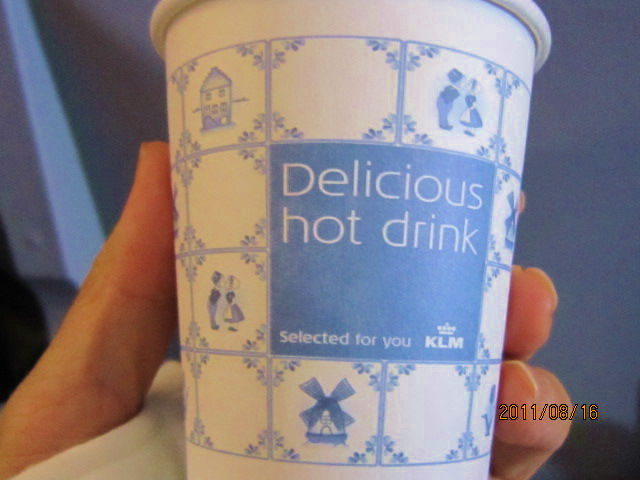 Delicious
hot drink
Selected for you KLM
2011/08/16